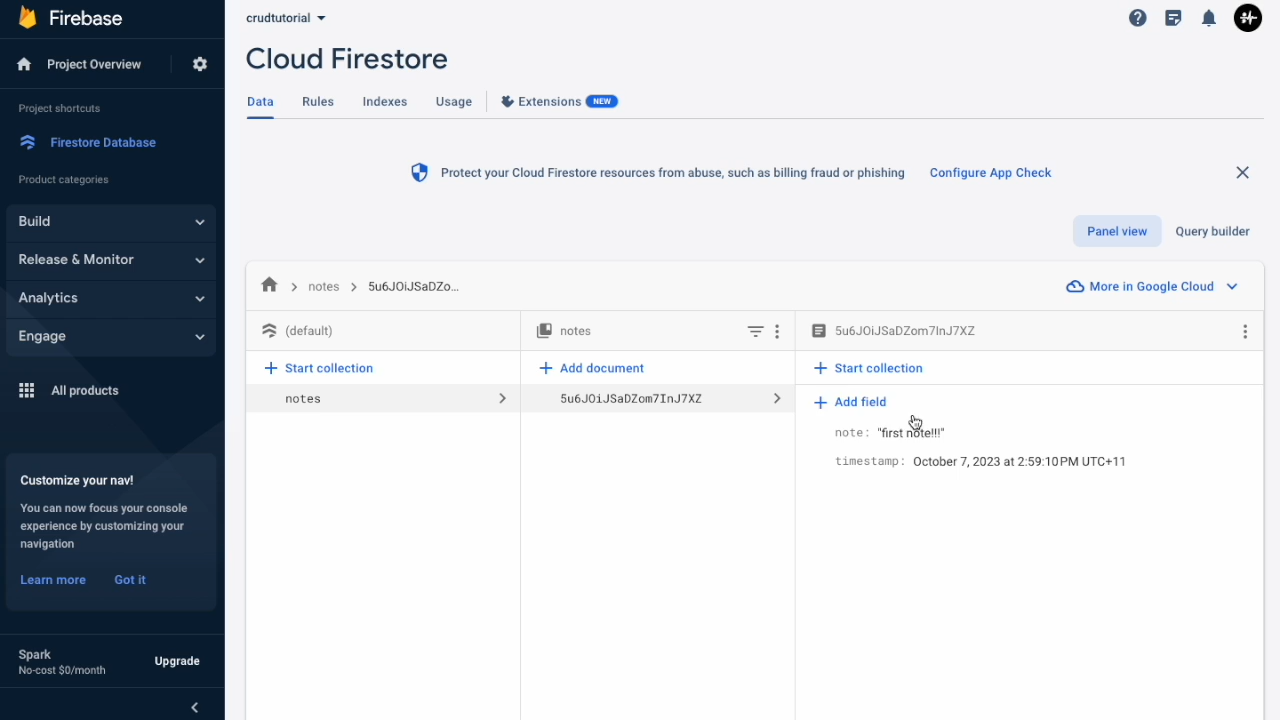 Firebase
Project Overview
Project shortcuts
Firestore Database
Product categories
Build
Release & Monitor
Analytics
Engage
All products
Customize your nav!
You can now focus your console
experience by customizing your
navigation
Learn more Got it
Spark
No-cost $0/month
Upgrade
crudtutorial
Cloud Firestore
Data Rules Indexes Usage Extensions NEW
Protect your Cloud Firestore resources from abuse, such as billing fraud or phishing Configure App Check
Panel view Query builder
notes 5u6JOiJSaDZo...
More in Google Cloud
(default)
Start collection
notes
notes
Add document
5u6JOiJSaDZom7InJ7XZ
5u6JOiJSaDZom7InJ7XZ
Start collection
Add field
note: "first note!!!"
timestamp: October 7, 2023 at 2:59:10 PM UTC+11